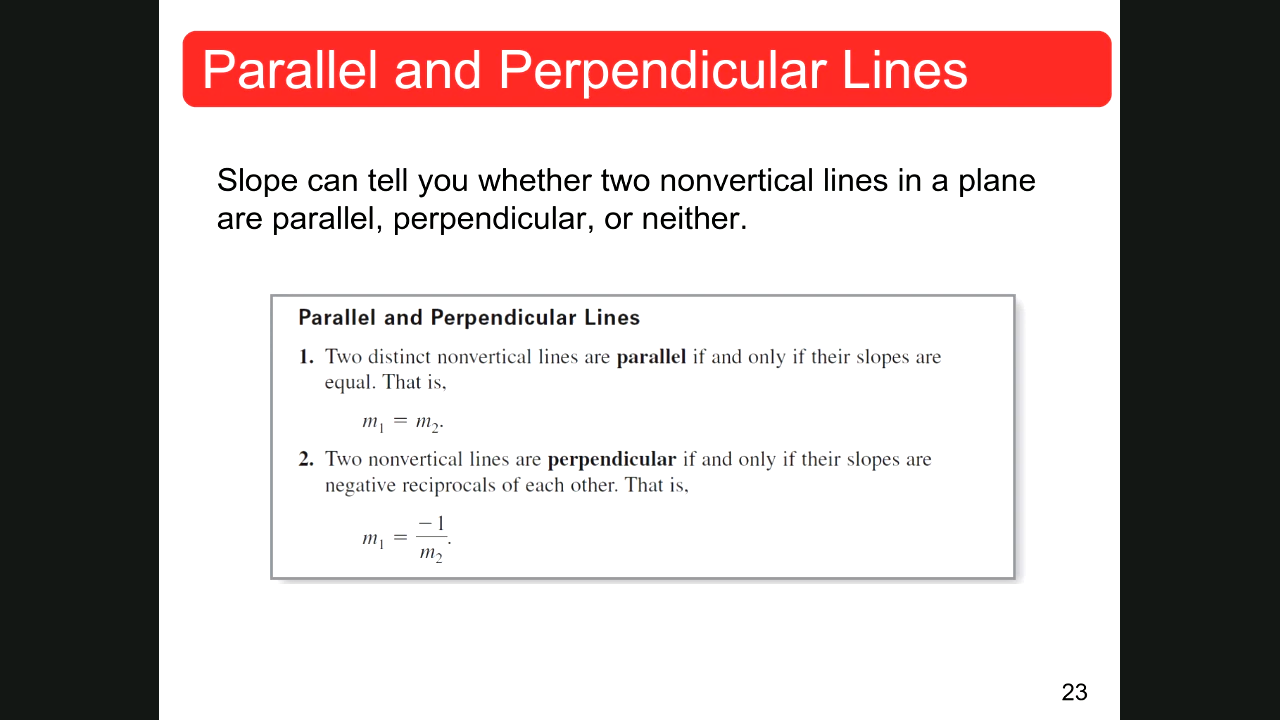 Parallel and Perpendicular Lines
Slope can tell you whether two nonvertical lines in a plane
are parallel, perpendicular, or neither.
Parallel and Perpendicular Lines
1. Two distinct nonvertical lines are parallel if and only if their slopes are
equal. That is,
m₁ = m₂.
2. Two nonvertical lines are perpendicular if and only if their slopes are
negative reciprocals of each other. That is,
m₁ = −1/m₂.
23